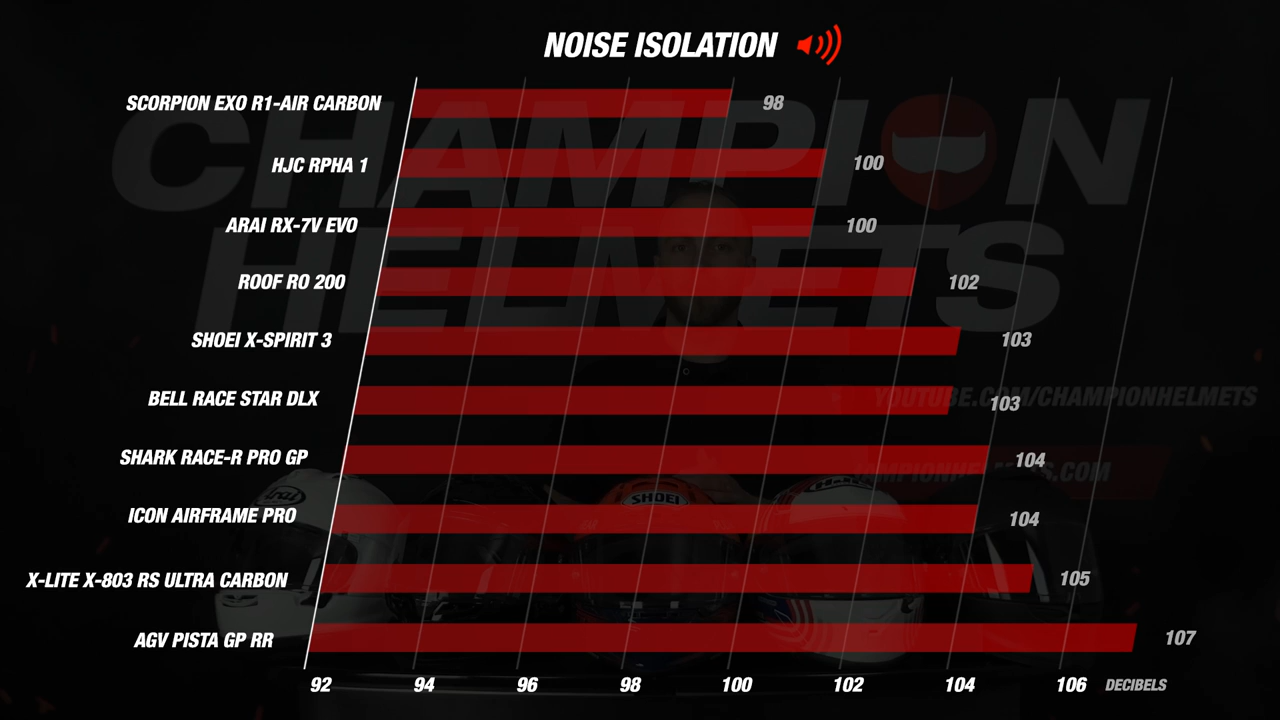 NOISE ISOLATION
SCORPION EXO R1-AIR CARBON 98
HJC RPHA 1 100
ARAI RX-7V EVO 100
ROOF RO 200 102
SHOEI X-SPIRIT 3 103
BELL RACE STAR DLX 103
SHARK RACE-R PRO GP 104
ICON AIRFRAME PRO 104
X-LITE X-803 RS ULTRA CARBON 105
AGV PISTA GP RR 107
92 94 96 98 100 102 104 106 DECIBELS
CHAMPION
HELMETS
YOUTUBE.COM/CHAMPIONHELMETS
Arai
SHOEI